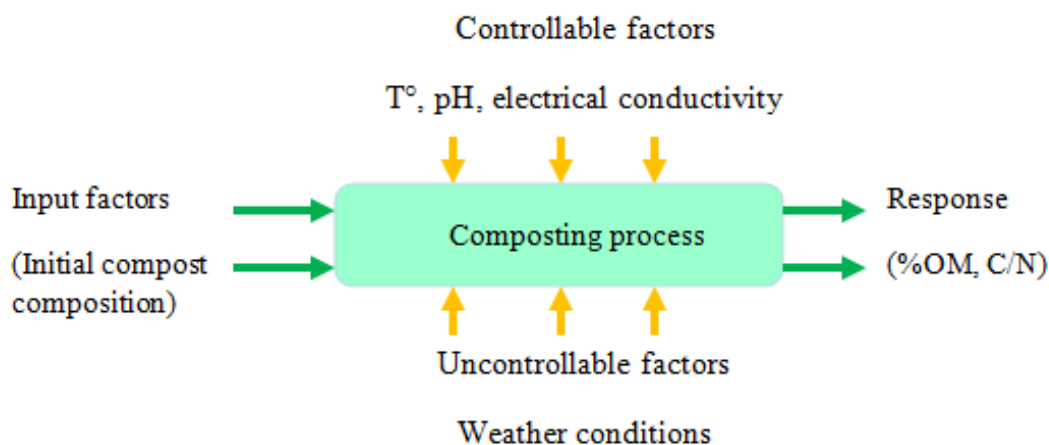 Controllable factors
T°, pH, electrical conductivity
Input factors
(Initial compost
composition)
Composting process
Response
(%OM, C/N)
Uncontrollable factors
Weather conditions